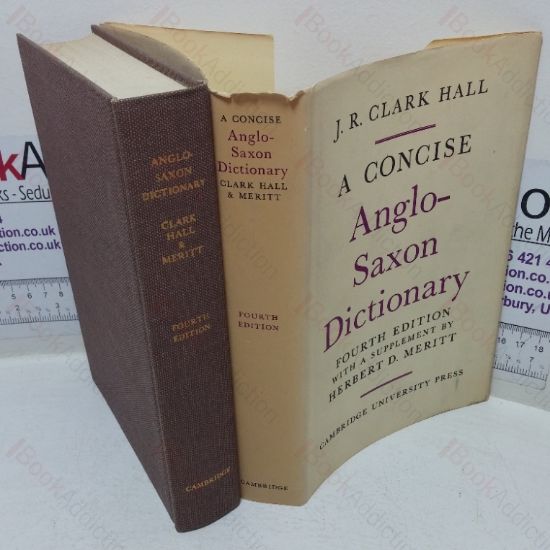 ANGLO-
SAXON
DICTIONARY
CLARK
HALL
&
MERITT
FOURTH
EDITION
CAMBRIDGE
A CONCISE
Anglo-
Saxon
Dictionary
CLARK HALL
& MERITT
FOURTH
EDITION
CAMBRIDGE
J. R. CLARK HALL
A CONCISE
Anglo-
Saxon
Dictionary
FOURTH EDITION
WITH A SUPPLEMENT BY
HERBERT D. MERITT
CAMBRIDGE UNIVERSITY PRESS
BookAddiction